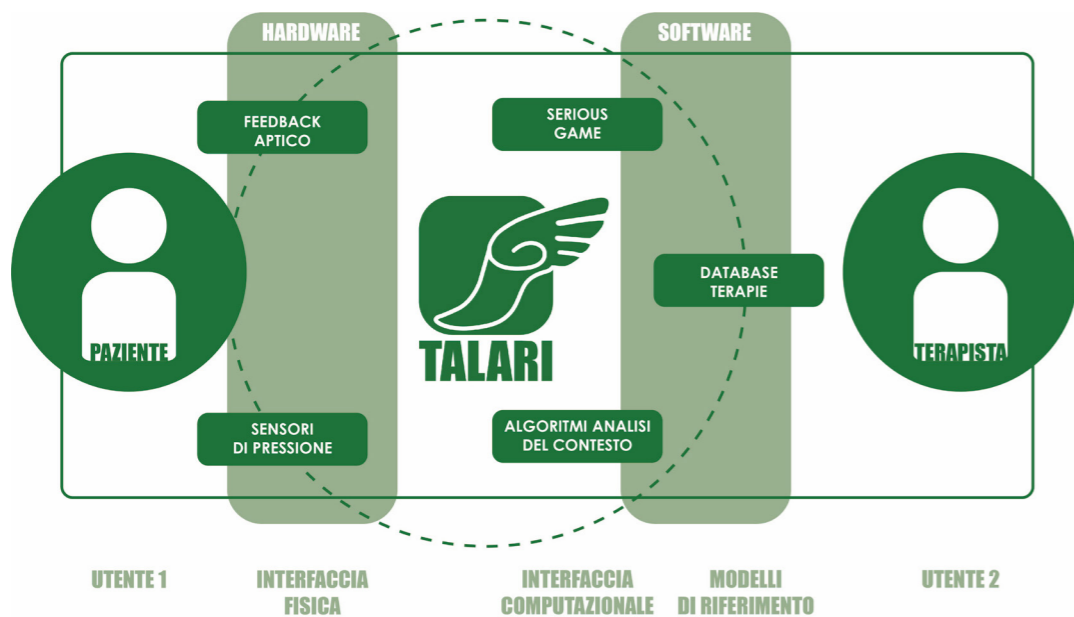 HARDWARE
SOFTWARE
FEEDBACK
APTICO
SERIOUS
GAME
DATABASE
TERAPIE
PAZIENTE
TALARI
TERAPISTA
SENSORI
DI PRESSIONE
ALGORITMI ANALISI
DEL CONTESTO
UTENTE 1
INTERFACCIA
FISICA
INTERFACCIA
COMPUTAZIONALE
MODELLI
DI RIFERIMENTO
UTENTE 2